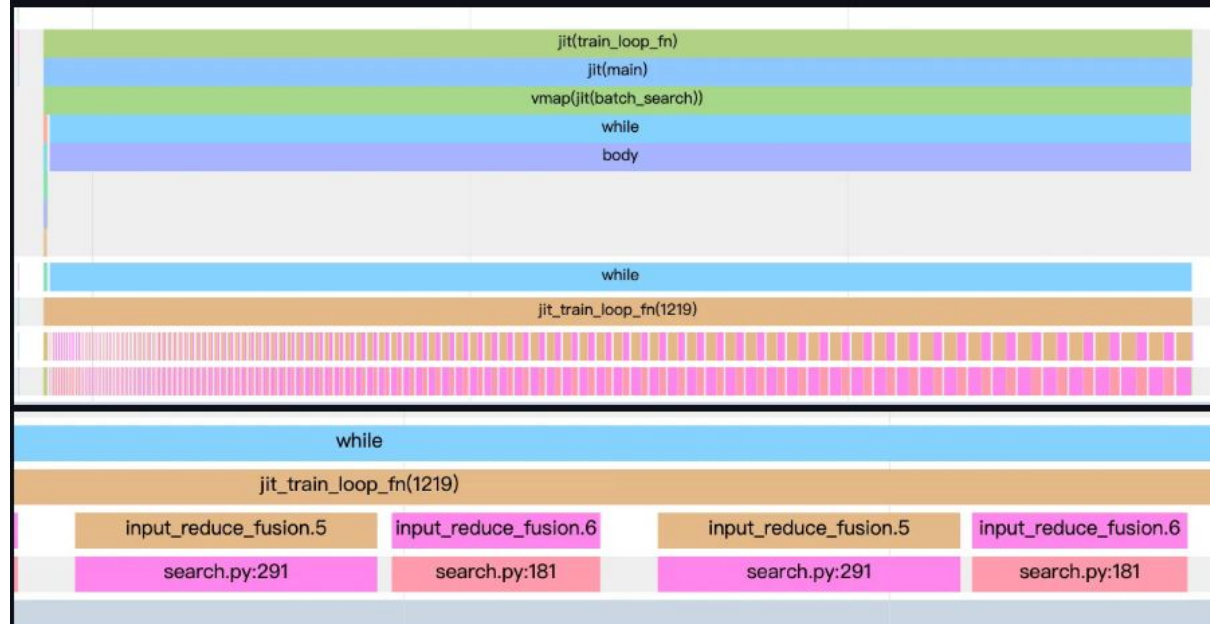 jit(train_loop_fn)
jit(main)
vmap(jit(batch_search))
while
body
while
jit_train_loop_fn(1219)
while
jit_train_loop_fn(1219)
input_reduce_fusion.5 input_reduce_fusion.6 input_reduce_fusion.5 input_reduce_fusion.6
search.py:291 search.py:181 search.py:291 search.py:181